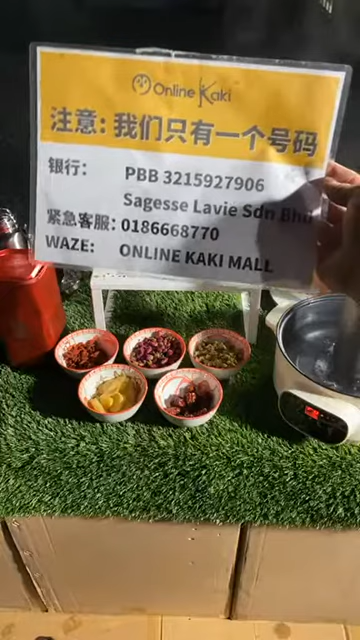 Online Kaki
注意: 我们只有一个号码
银行: PBB 3215927906
Sagesse Lavie Sdn Bhd
紧急客服: 0186668770
WAZE: ONLINE KAKI MALL